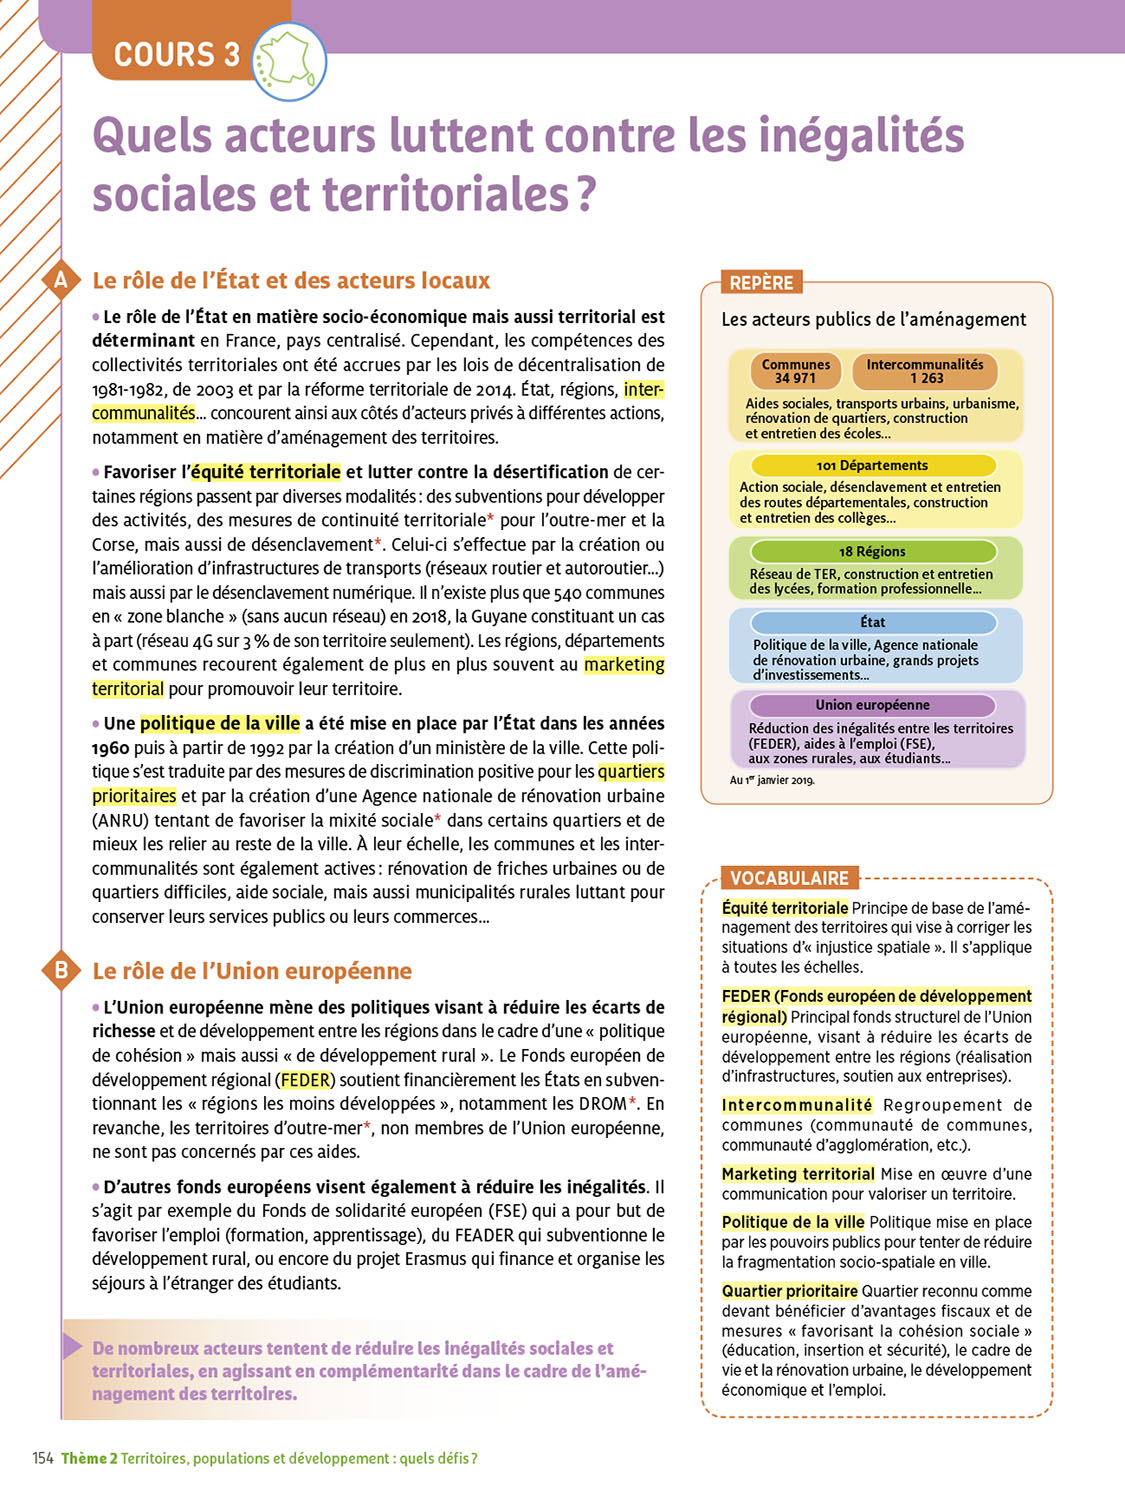 COURS 3
Quels acteurs luttent contre les inégalités
sociales et territoriales ?
A
Le rôle de l'État et des acteurs locaux
• Le rôle de l'État en matière socio-économique mais aussi territorial est
déterminant en France, pays centralisé. Cependant, les compétences des
collectivités territoriales ont été accrues par les lois de décentralisation de
1981-1982, de 2003 et par la réforme territoriale de 2014. État, régions, inter-
communalités... concourent ainsi aux côtés d'acteurs privés à différentes actions,
notamment en matière d'aménagement des territoires.
• Favoriser l'équité territoriale et lutter contre la désertification de cer-
taines régions passent par diverses modalités : des subventions pour développer
des activités, des mesures de continuité territoriale* pour l'outre-mer et la
Corse, mais aussi de désenclavement*. Celui-ci s'effectue par la création ou
l'amélioration d'infrastructures de transports (réseaux routier et autoroutier...)
mais aussi par le désenclavement numérique. Il n'existe plus que 540 communes
en « zone blanche » (sans aucun réseau) en 2018, la Guyane constituant un cas
à part (réseau 4G sur 3 % de son territoire seulement). Les régions, départements
et communes recourent également de plus en plus souvent au marketing
territorial pour promouvoir leur territoire.
• Une politique de la ville a été mise en place par l'État dans les années
1960 puis à partir de 1992 par la création d'un ministère de la ville. Cette poli-
tique s'est traduite par des mesures de discrimination positive pour les quartiers
prioritaires et par la création d'une Agence nationale de rénovation urbaine
(ANRU) tentant de favoriser la mixité sociale* dans certains quartiers et de
mieux les relier au reste de la ville. À leur échelle, les communes et les inter-
communalités sont également actives : rénovation de friches urbaines ou de
quartiers difficiles, aide sociale, mais aussi municipalités rurales luttant pour
conserver leurs services publics ou leurs commerces...
B
Le rôle de l'Union européenne
• L'Union européenne mène des politiques visant à réduire les écarts de
richesse et de développement entre les régions dans le cadre d'une « politique
de cohésion » mais aussi « de développement rural ». Le Fonds européen de
développement régional (FEDER) soutient financièrement les États en subven-
tionnant les « régions les moins développées », notamment les DROM*. En
revanche, les territoires d'outre-mer*, non membres de l'Union européenne,
ne sont pas concernés par ces aides.
• D'autres fonds européens visent également à réduire les inégalités. Il
s'agit par exemple du Fonds de solidarité européen (FSE) qui a pour but de
favoriser l'emploi (formation, apprentissage), du FEADER qui subventionne le
développement rural, ou encore du projet Erasmus qui finance et organise les
séjours à l'étranger des étudiants.
De nombreux acteurs tentent de réduire les inégalités sociales et
territoriales, en agissant en complémentarité dans le cadre de l'amé-
nagement des territoires.
REPÈRE
Les acteurs publics de l'aménagement
Communes
34 971
Intercommunalités
1 263
Aides sociales, transports urbains, urbanisme,
rénovation de quartiers, construction
et entretien des écoles...
101 Départements
Action sociale, désenclavement et entretien
des routes départementales, construction
et entretien des collèges...
18 Régions
Réseau de TER, construction et entretien
des lycées, formation professionnelle...
État
Politique de la ville, Agence nationale
de rénovation urbaine, grands projets
d'investissements...
Union européenne
Réduction des inégalités entre les territoires
(FEDER), aides à l'emploi (FSE),
aux zones rurales, aux étudiants...
Au 1er janvier 2019.
VOCABULAIRE
Équité territoriale Principe de base de l'amé-
nagement des territoires qui vise à corriger les
situations d'« injustice spatiale ». Il s'applique
à toutes les échelles.
FEDER (Fonds européen de développement
régional) Principal fonds structurel de l'Union
européenne, visant à réduire les écarts de
développement entre les régions (réalisation
d'infrastructures, soutien aux entreprises).
Intercommunalité Regroupement de
communes (communauté de communes,
communauté d'agglomération, etc.).
Marketing territorial Mise en œuvre d'une
communication pour valoriser un territoire.
Politique de la ville Politique mise en place
par les pouvoirs publics pour tenter de réduire
la fragmentation socio-spatiale en ville.
Quartier prioritaire Quartier reconnu comme
devant bénéficier d'avantages fiscaux et de
mesures « favorisant la cohésion sociale »
(éducation, insertion et sécurité), le cadre de
vie et la rénovation urbaine, le développement
économique et l'emploi.
154 Thème 2 Territoires, populations et développement : quels défis ?